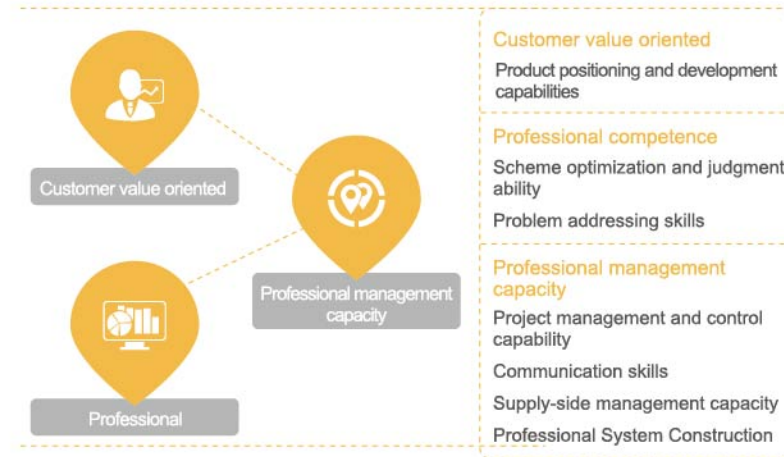 Customer value oriented
Professional management
capacity
Professional
Customer value oriented
Product positioning and development
capabilities
Professional competence
Scheme optimization and judgment
ability
Problem addressing skills
Professional management
capacity
Project management and control
capability
Communication skills
Supply-side management capacity
Professional System Construction